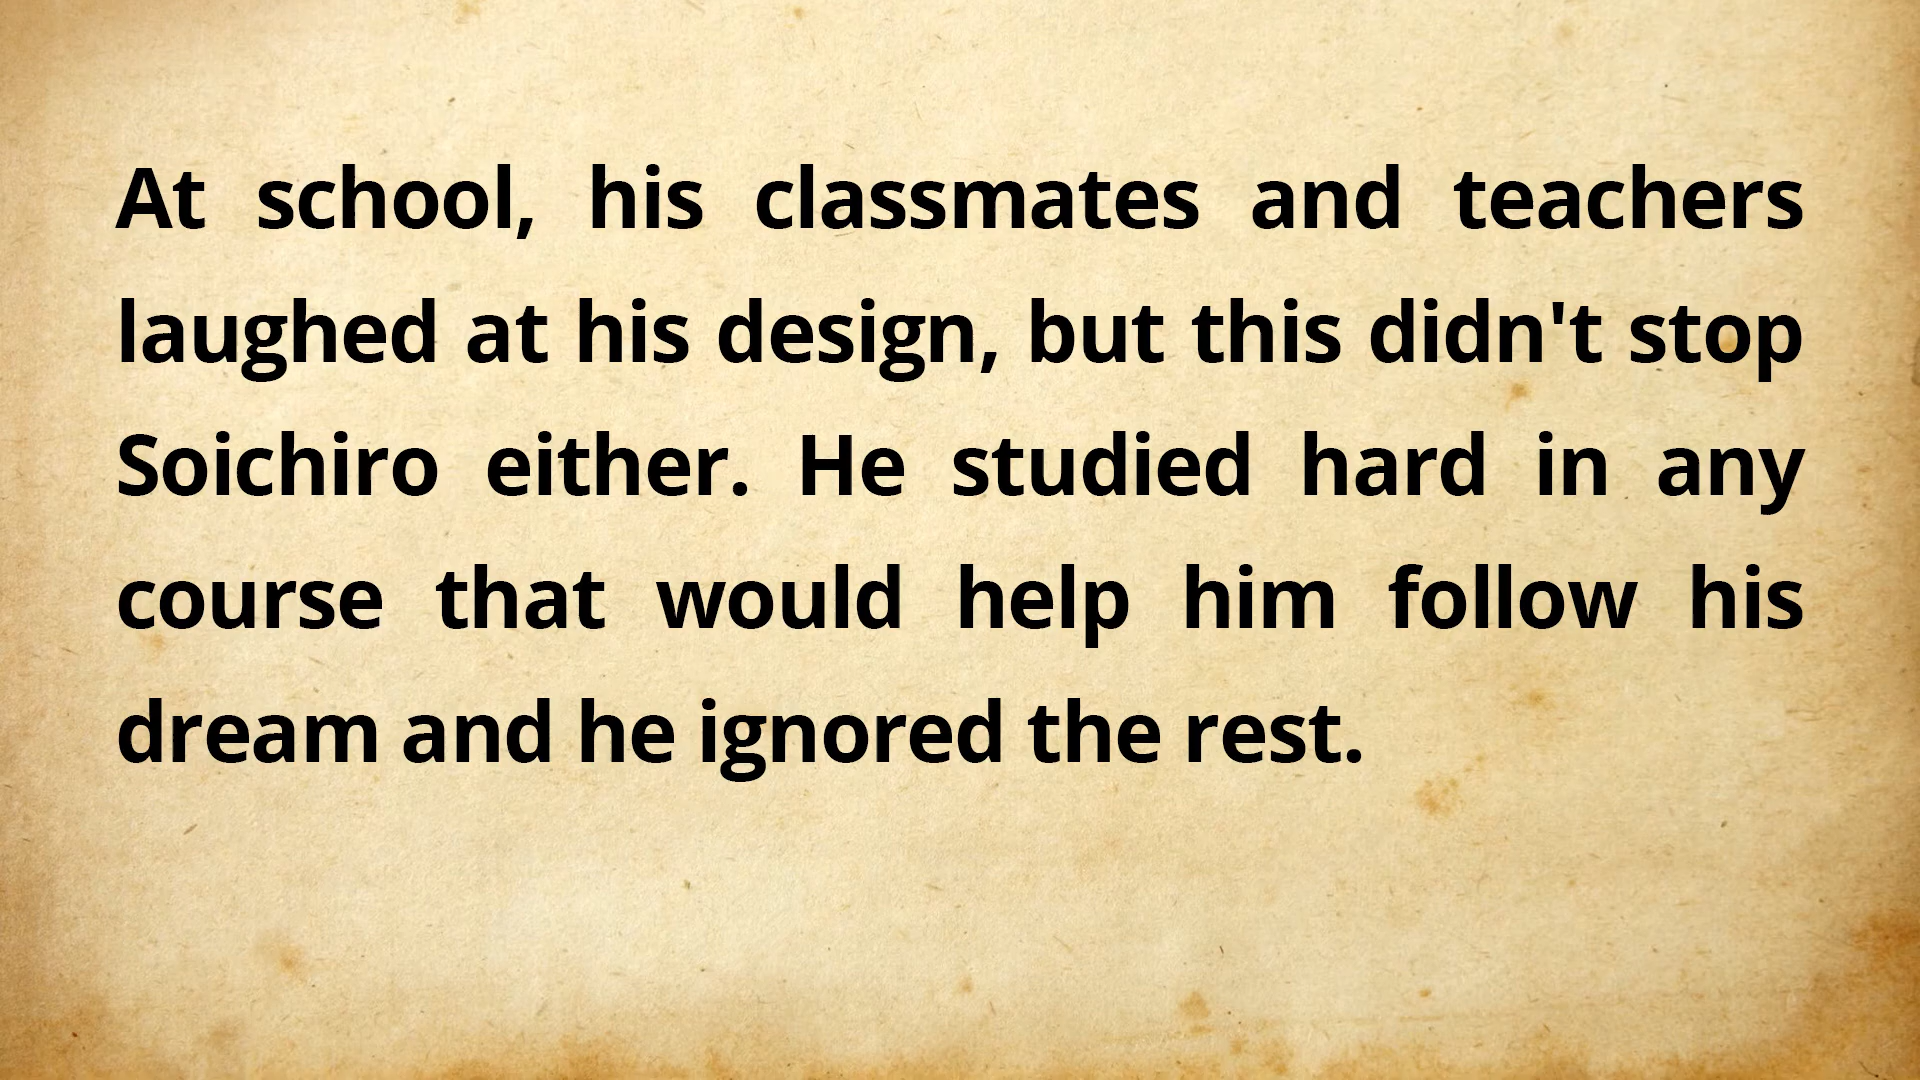 At school, his classmates and teachers
laughed at his design, but this didn't stop
Soichiro either. He studied hard in any
course that would help him follow his
dream and he ignored the rest.